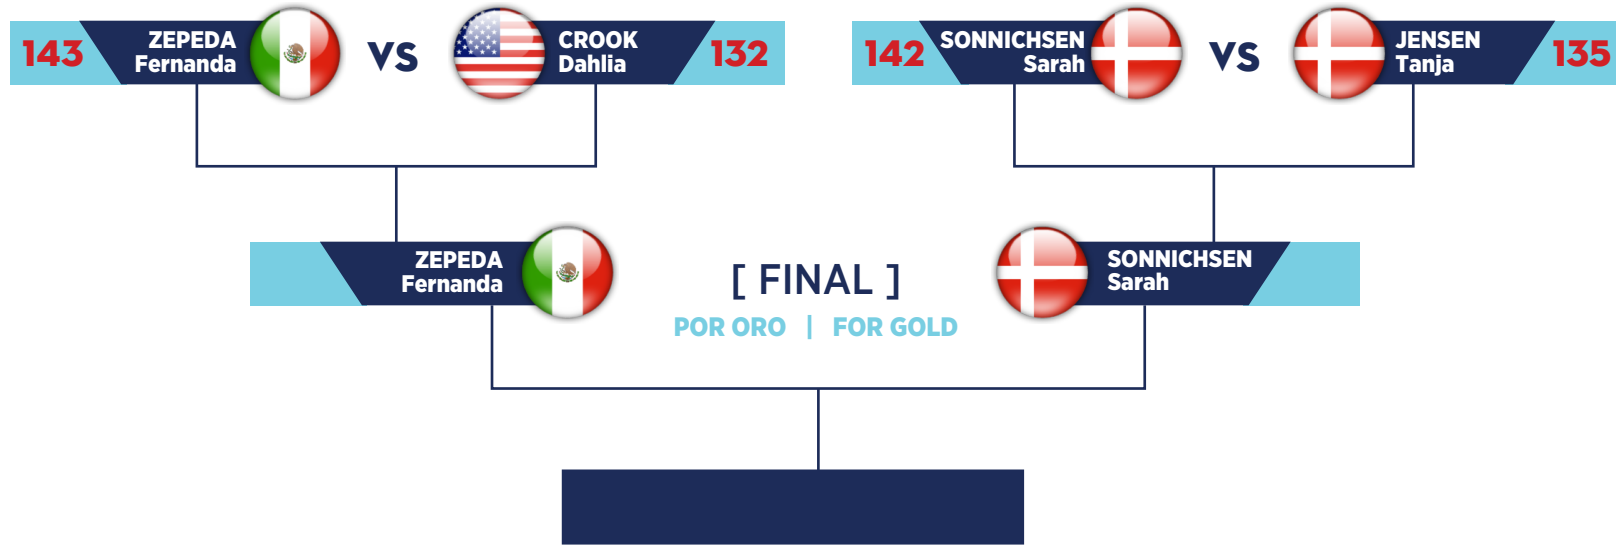 143
ZEPEDA
Fernanda
VS
CROOK
Dahlia
132
142
SONNICHSEN
Sarah
VS
JENSEN
Tanja
135
ZEPEDA
Fernanda
[ FINAL ]
POR ORO | FOR GOLD
SONNICHSEN
Sarah